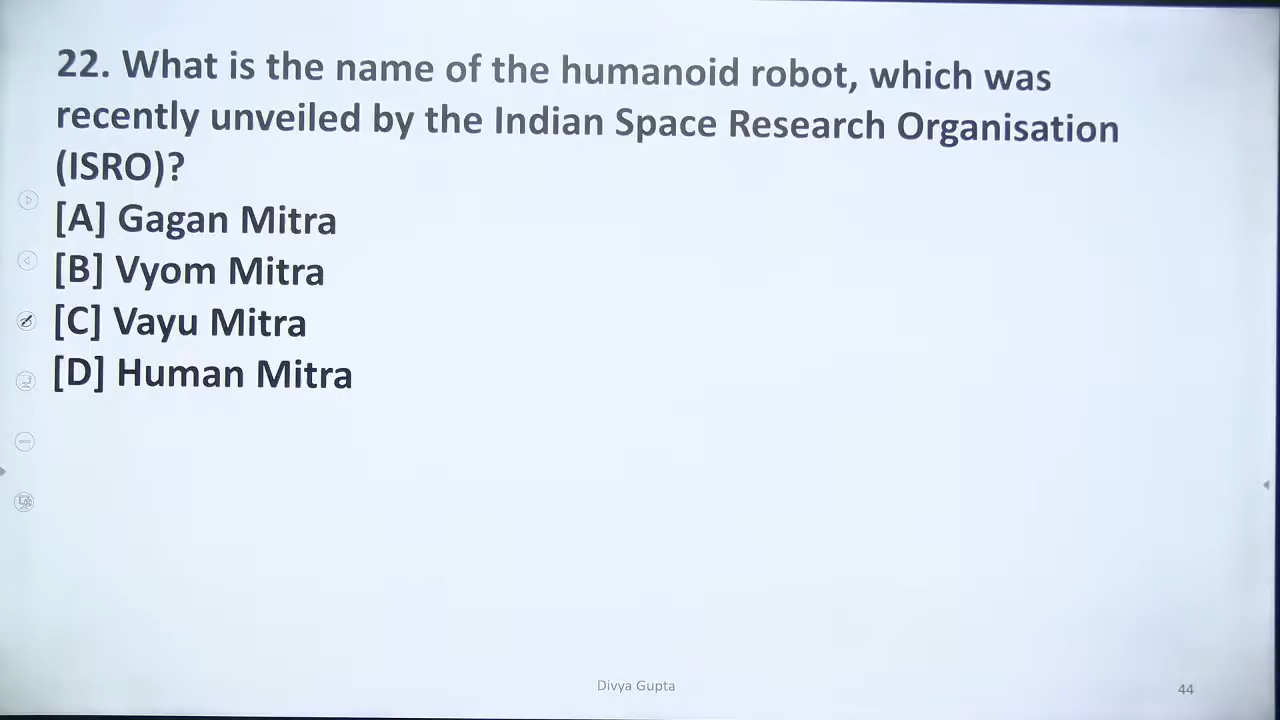 22. What is the name of the humanoid robot, which was
recently unveiled by the Indian Space Research Organisation
(ISRO)?
[A] Gagan Mitra
[B] Vyom Mitra
[C] Vayu Mitra
[D] Human Mitra
Divya Gupta
44